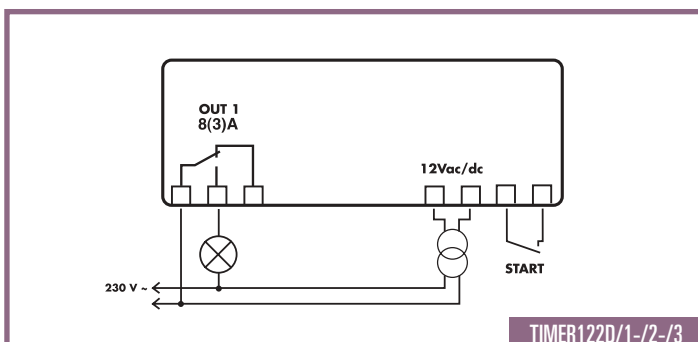 OUT 1
8(3)A
12Vac/dc
START
230 V ~
TIMER122D/1-/2-/3